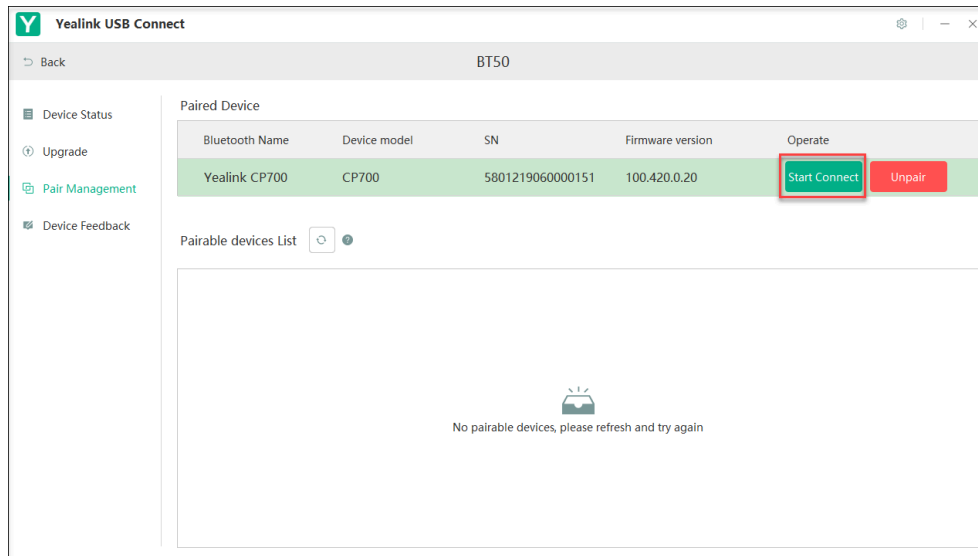 Y Yealink USB Connect
Back BT50
Device Status
Upgrade
Pair Management
Device Feedback
Paired Device
Bluetooth Name Device model SN Firmware version Operate
Yealink CP700 CP700 5801219060000151 100.420.0.20 Start Connect Unpair
Pairable devices List ?
No pairable devices, please refresh and try again